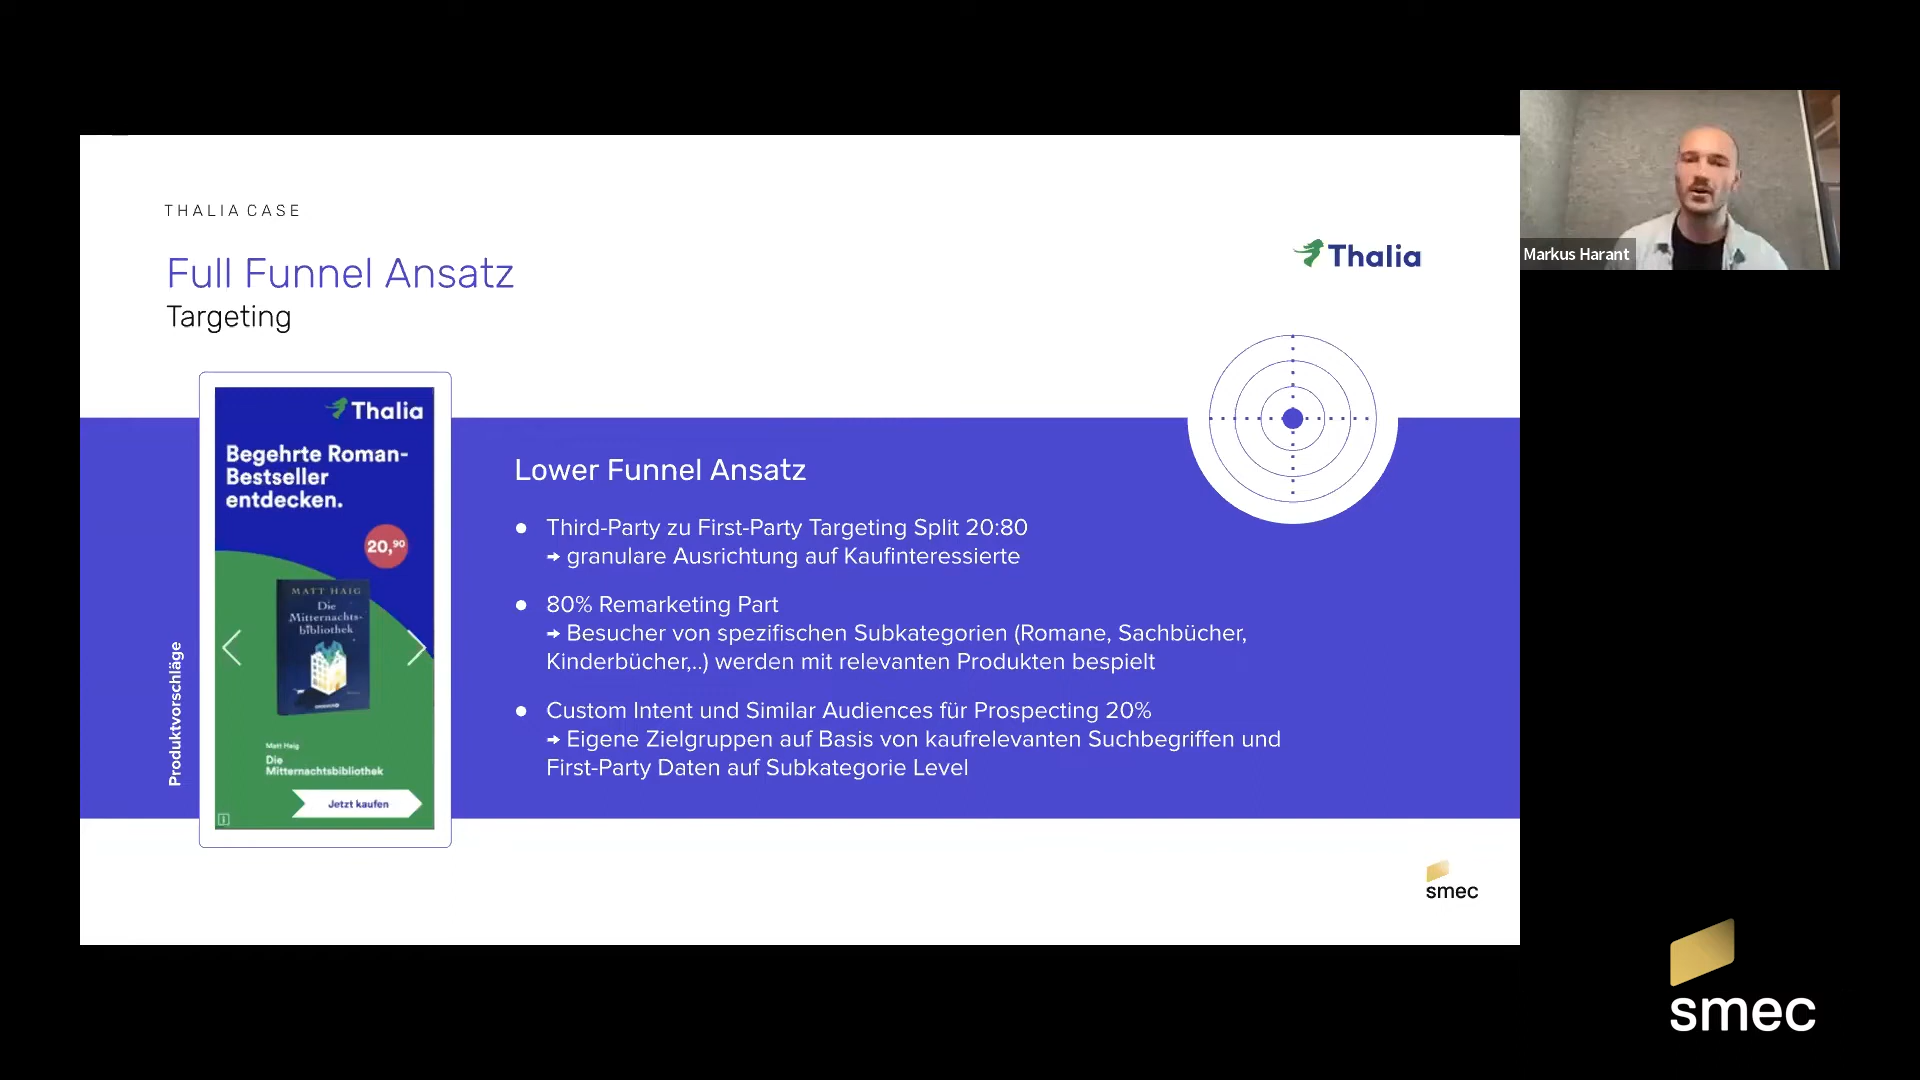 THALIA CASE
Full Funnel Ansatz
Targeting
Thalia
Thalia
Begehrte Roman-
Bestseller
entdecken.
20,90
MATT HAIG
Die
Mitternachts-
bibliothek
Matt Haig
Die
Mitternachtsbibliothek
Jetzt kaufen
Produktvorschläge
Lower Funnel Ansatz
● Third-Party zu First-Party Targeting Split 20:80
→ granulare Ausrichtung auf Kaufinteressierte
● 80% Remarketing Part
→ Besucher von spezifischen Subkategorien (Romane, Sachbücher,
Kinderbücher,..) werden mit relevanten Produkten bespielt
● Custom Intent und Similar Audiences für Prospecting 20%
→ Eigene Zielgruppen auf Basis von kaufrelevanten Suchbegriffen und
First-Party Daten auf Subkategorie Level
smec
Markus Harant
smec